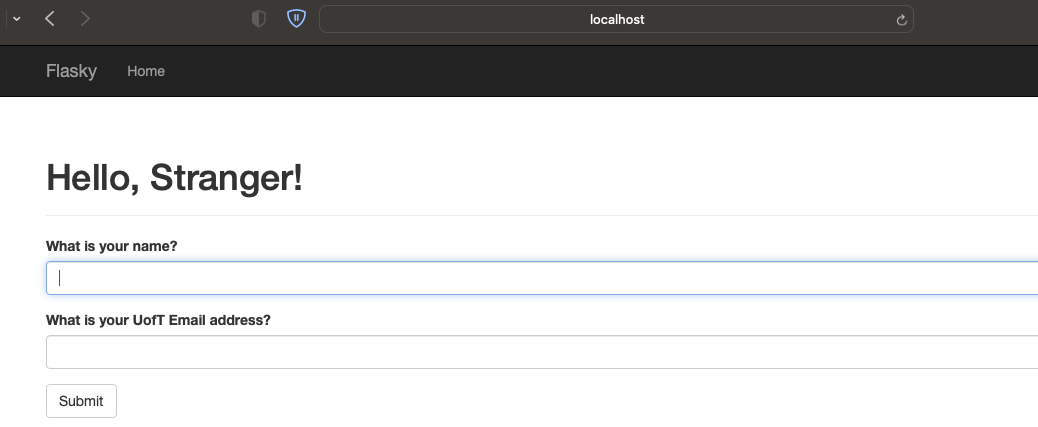 localhost
Flasky Home
Hello, Stranger!
What is your name?
What is your UofT Email address?
Submit